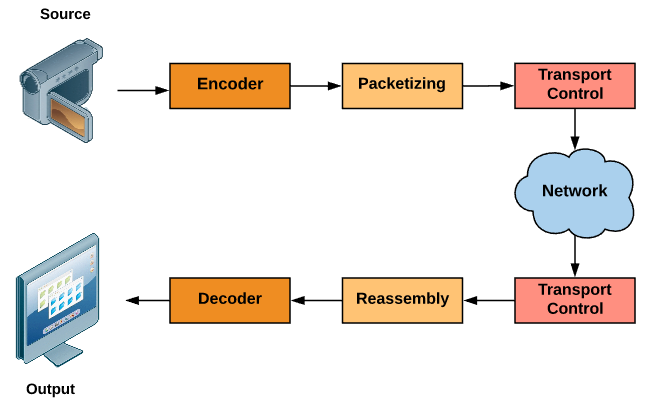 Source
Encoder
Packetizing
Transport
Control
Network
Transport
Control
Reassembly
Decoder
Output